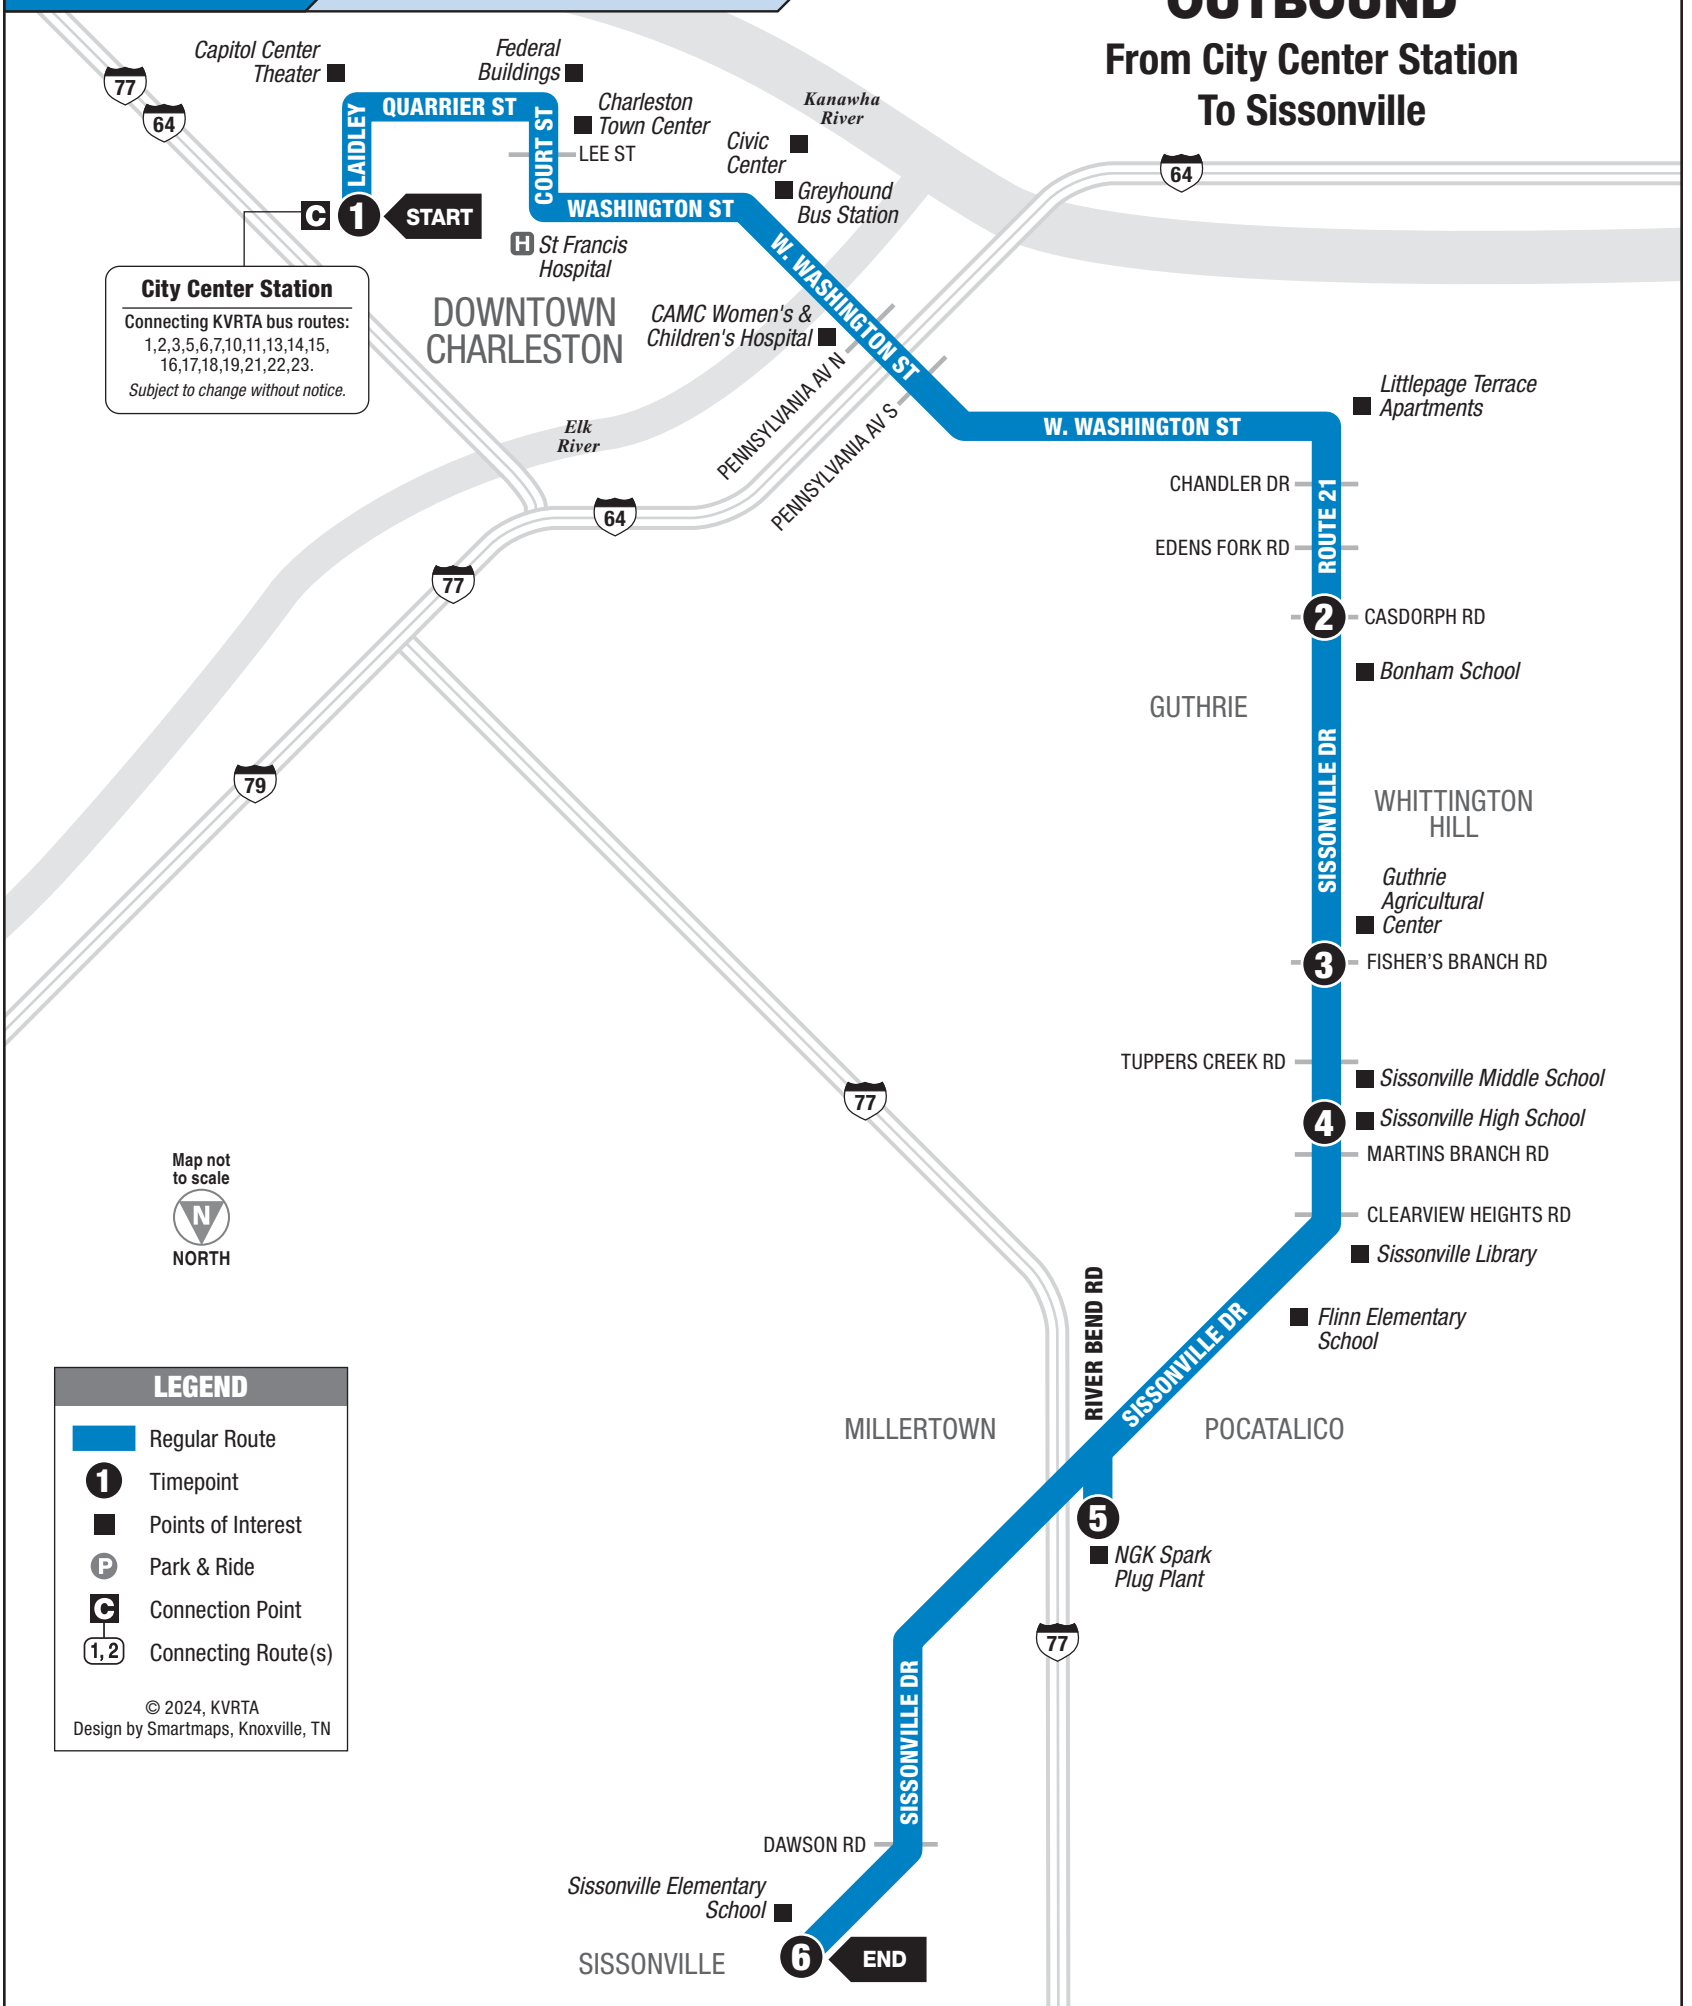 OUTBOUND
From City Center Station
To Sissonville
Capitol Center
Theater
Federal
Buildings
77
64
LAIDLEY
QUARRIER ST
COURT ST
Charleston
Town Center
LEE ST
Kanawha
River
Civic
Center
Greyhound
Bus Station
64
C
1
START
WASHINGTON ST
H
St Francis
Hospital
W. WASHINGTON ST
City Center Station
Connecting KVRTA bus routes:
1,2,3,5,6,7,10,11,13,14,15,
16,17,18,19,21,22,23.
Subject to change without notice.
DOWNTOWN
CHARLESTON
CAMC Women's &
Children's Hospital
PENNSYLVANIA AV N
PENNSYLVANIA AV S
Elk
River
W. WASHINGTON ST
Littlepage Terrace
Apartments
CHANDLER DR
ROUTE 21
EDENS FORK RD
64
77
2
CASDORPH RD
Bonham School
GUTHRIE
SISSONVILLE DR
79
WHITTINGTON
HILL
Guthrie
Agricultural
Center
3
FISHER’S BRANCH RD
TUPPERS CREEK RD
Sissonville Middle School
77
4
Sissonville High School
MARTINS BRANCH RD
Map not
to scale
N
NORTH
CLEARVIEW HEIGHTS RD
Sissonville Library
RIVER BEND RD
SISSONVILLE DR
Flinn Elementary
School
MILLERTOWN
POCATALICO
5
NGK Spark
Plug Plant
77
LEGEND
Regular Route
1
Timepoint
Points of Interest
P
Park & Ride
C
Connection Point
1, 2
Connecting Route(s)
© 2024, KVRTA
Design by Smartmaps, Knoxville, TN
SISSONVILLE DR
DAWSON RD
Sissonville Elementary
School
SISSONVILLE
6
END